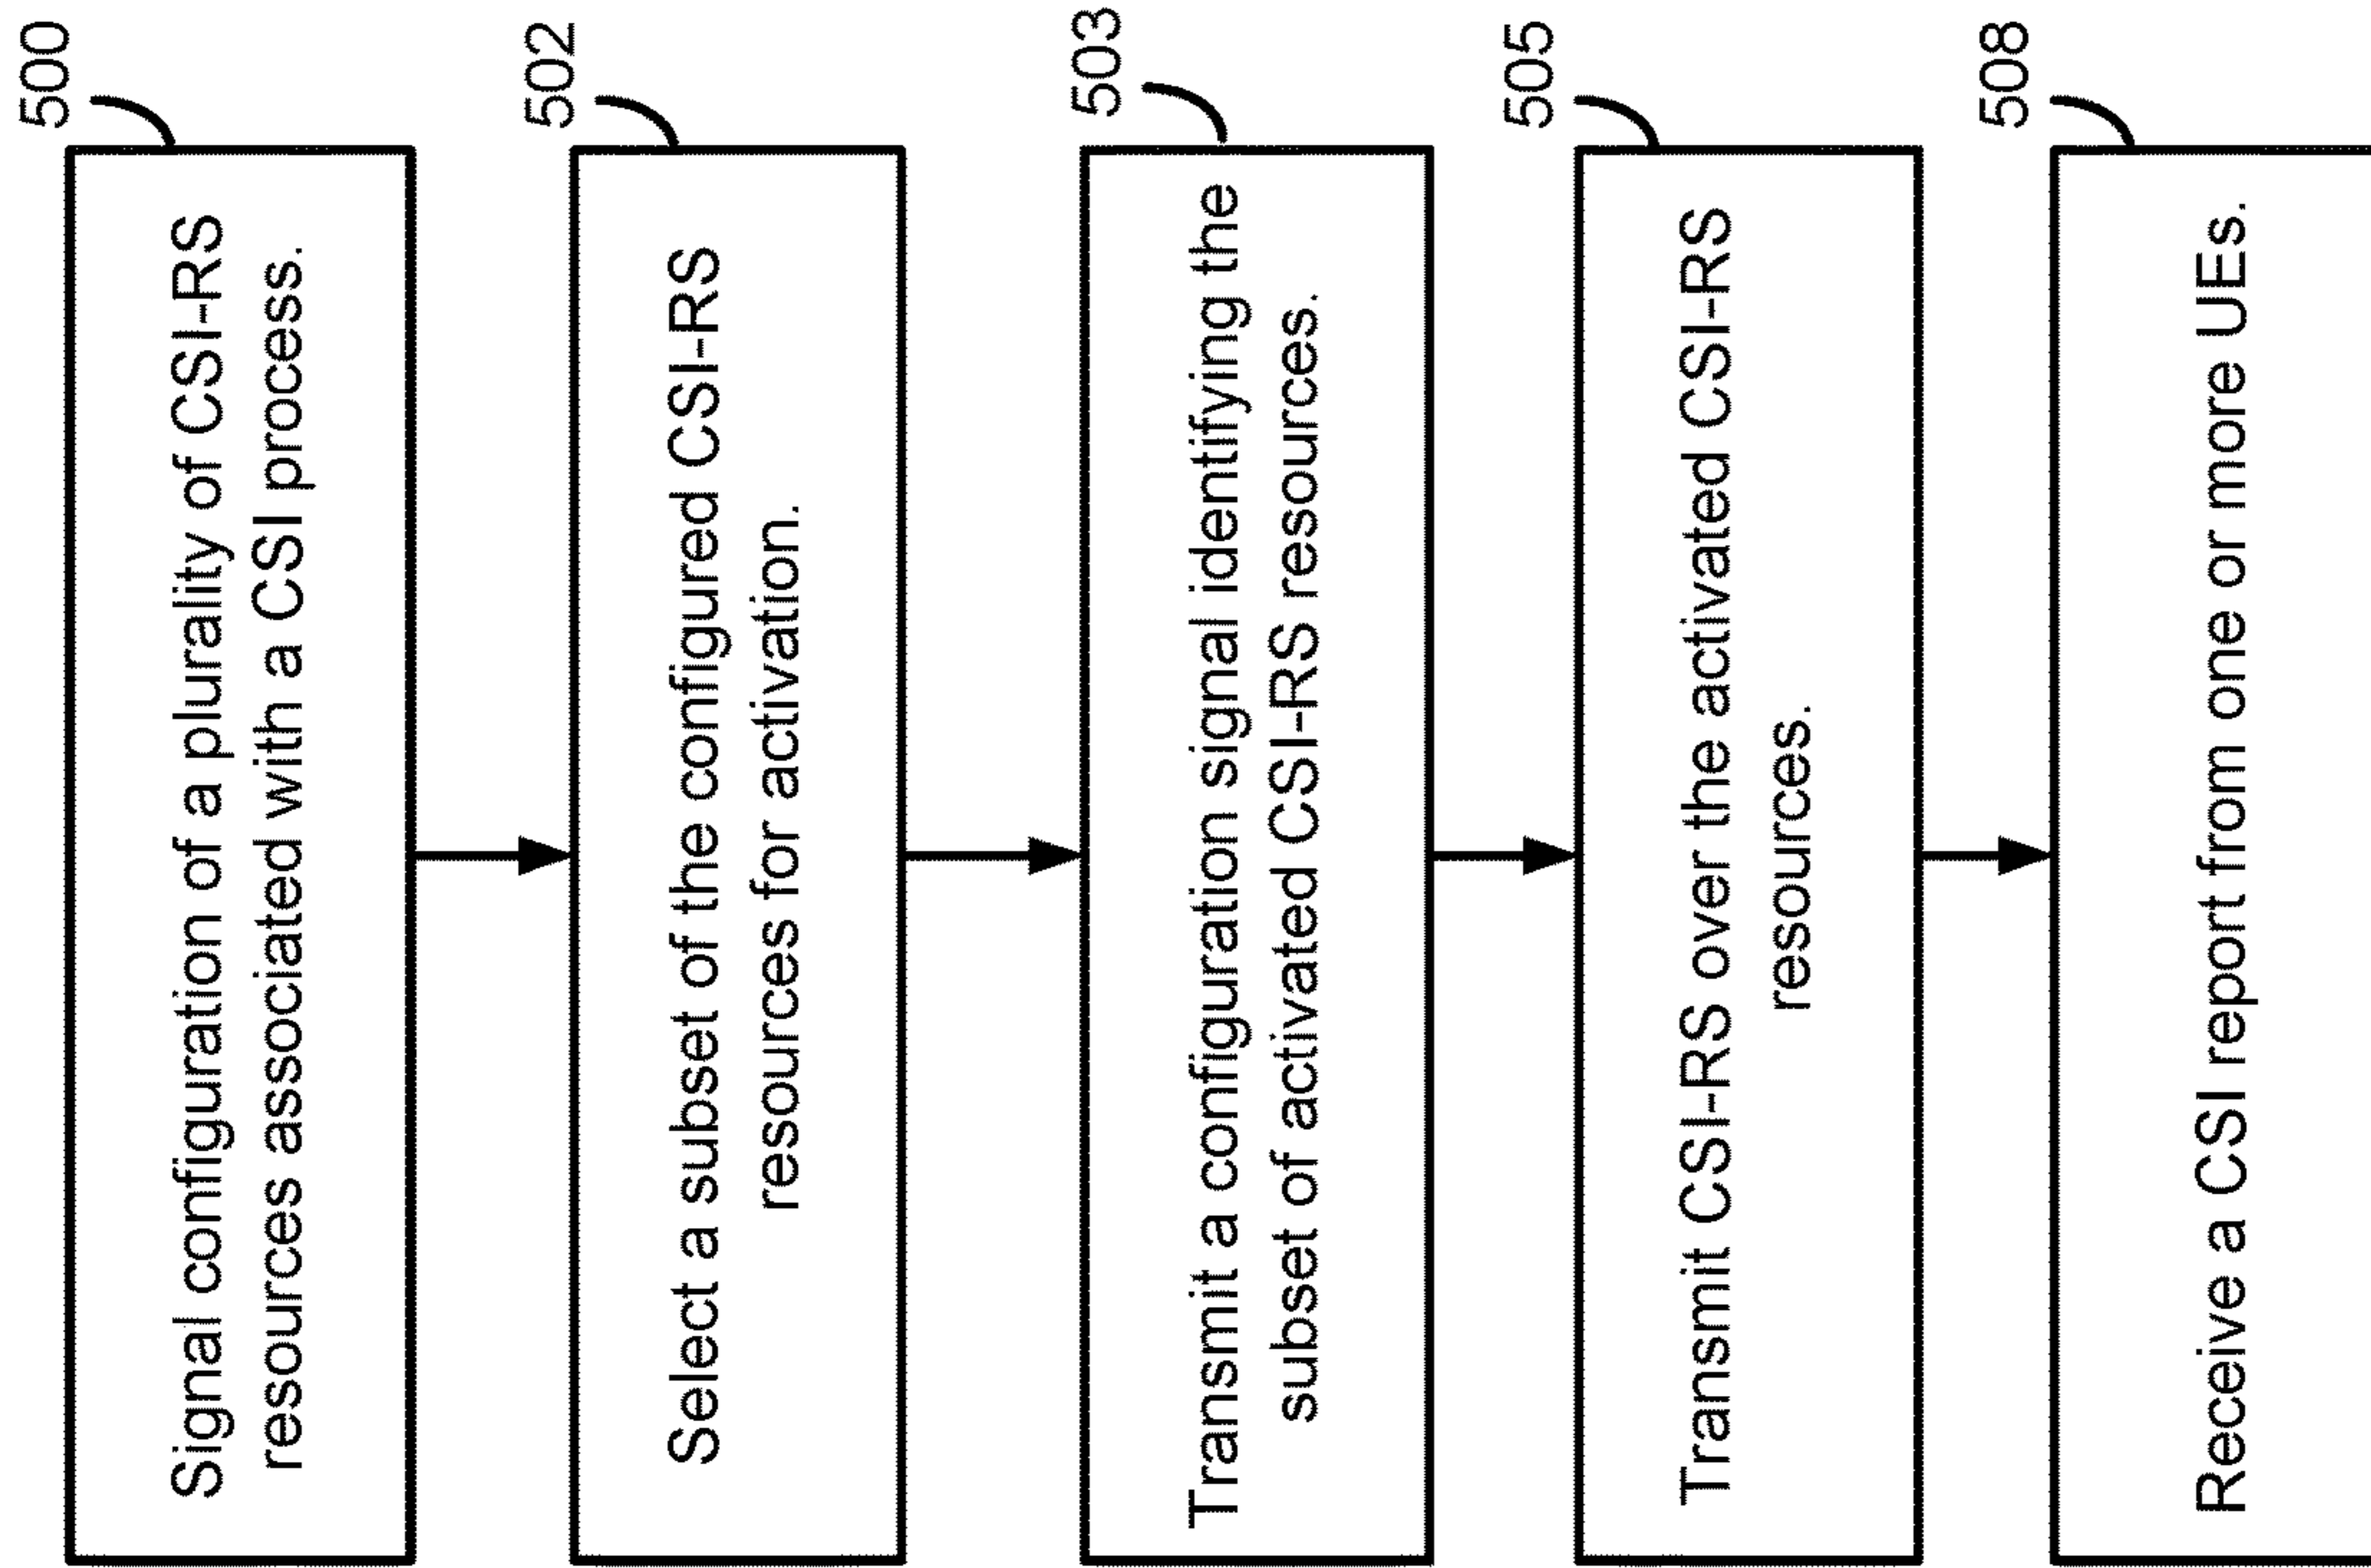 500
Signal configuration of a plurality of CSI-RS
resources associated with a CSI process.
502
Select a subset of the configured CSI-RS
resources for activation.
503
Transmit a configuration signal identifying the
subset of activated CSI-RS resources.
505
Transmit CSI-RS over the activated CSI-RS
resources.
508
Receive a CSI report from one or more UEs.